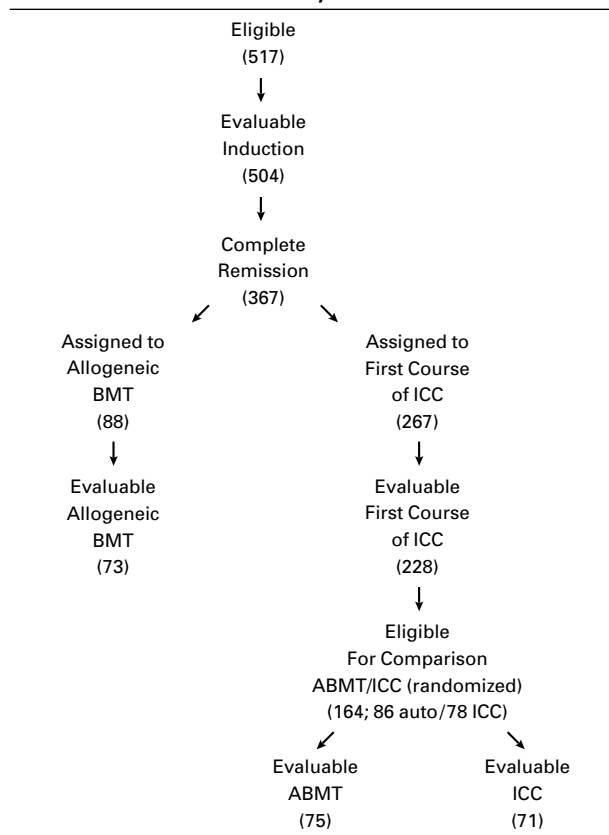 Eligible
(517)
Evaluable
Induction
(504)
Complete
Remission
(367)
Assigned to
Allogeneic
BMT
(88)
Evaluable
Allogeneic
BMT
(73)
Assigned to
First Course
of ICC
(267)
Evaluable
First Course
of ICC
(228)
Eligible
For Comparison
ABMT/ICC (randomized)
(164; 86 auto/78 ICC)
Evaluable
ABMT
(75)
Evaluable
ICC
(71)